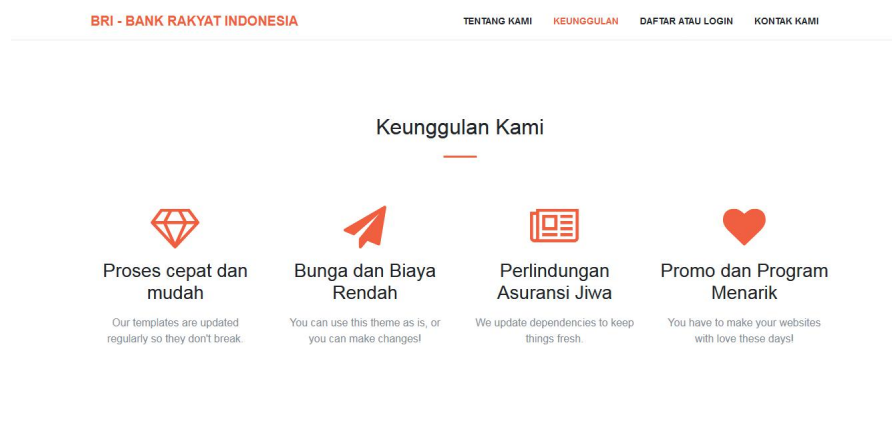 BRI - BANK RAKYAT INDONESIA
TENTANG KAMI KEUNGGULAN DAFTAR ATAU LOGIN KONTAK KAMI
Keunggulan Kami
Proses cepat dan
mudah
Our templates are updated
regularly so they don't break.
Bunga dan Biaya
Rendah
You can use this theme as is, or
you can make changes!
Perlindungan
Asuransi Jiwa
We update dependencies to keep
things fresh.
Promo dan Program
Menarik
You have to make your websites
with love these days!